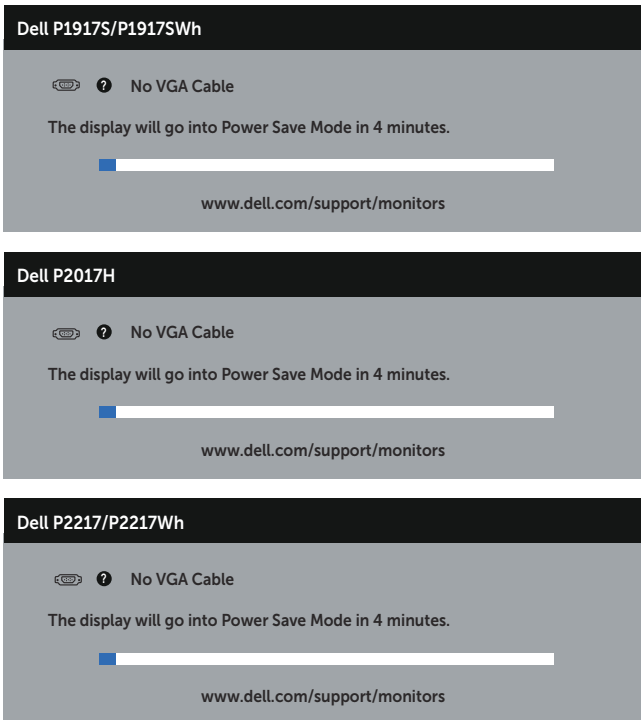 Dell P1917S/P1917SWh
? No VGA Cable
The display will go into Power Save Mode in 4 minutes.
www.dell.com/support/monitors
Dell P2017H
? No VGA Cable
The display will go into Power Save Mode in 4 minutes.
www.dell.com/support/monitors
Dell P2217/P2217Wh
? No VGA Cable
The display will go into Power Save Mode in 4 minutes.
www.dell.com/support/monitors